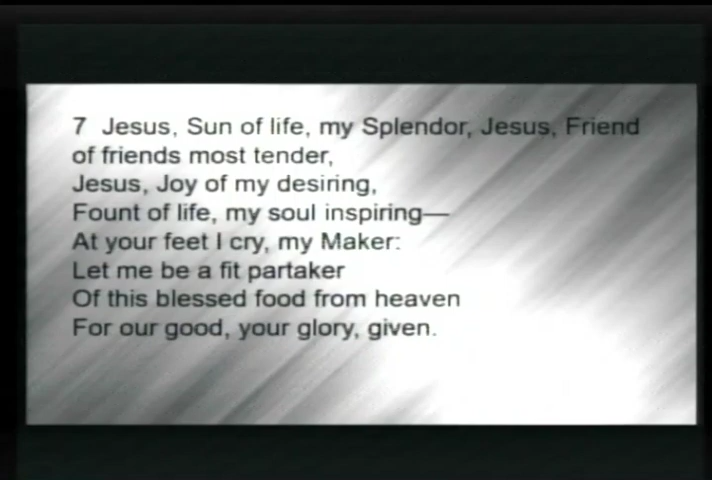 7 Jesus, Sun of life, my Splendor, Jesus, Friend
of friends most tender,
Jesus, Joy of my desiring,
Fount of life, my soul inspiring—
At your feet I cry, my Maker:
Let me be a fit partaker
Of this blessed food from heaven
For our good, your glory, given.